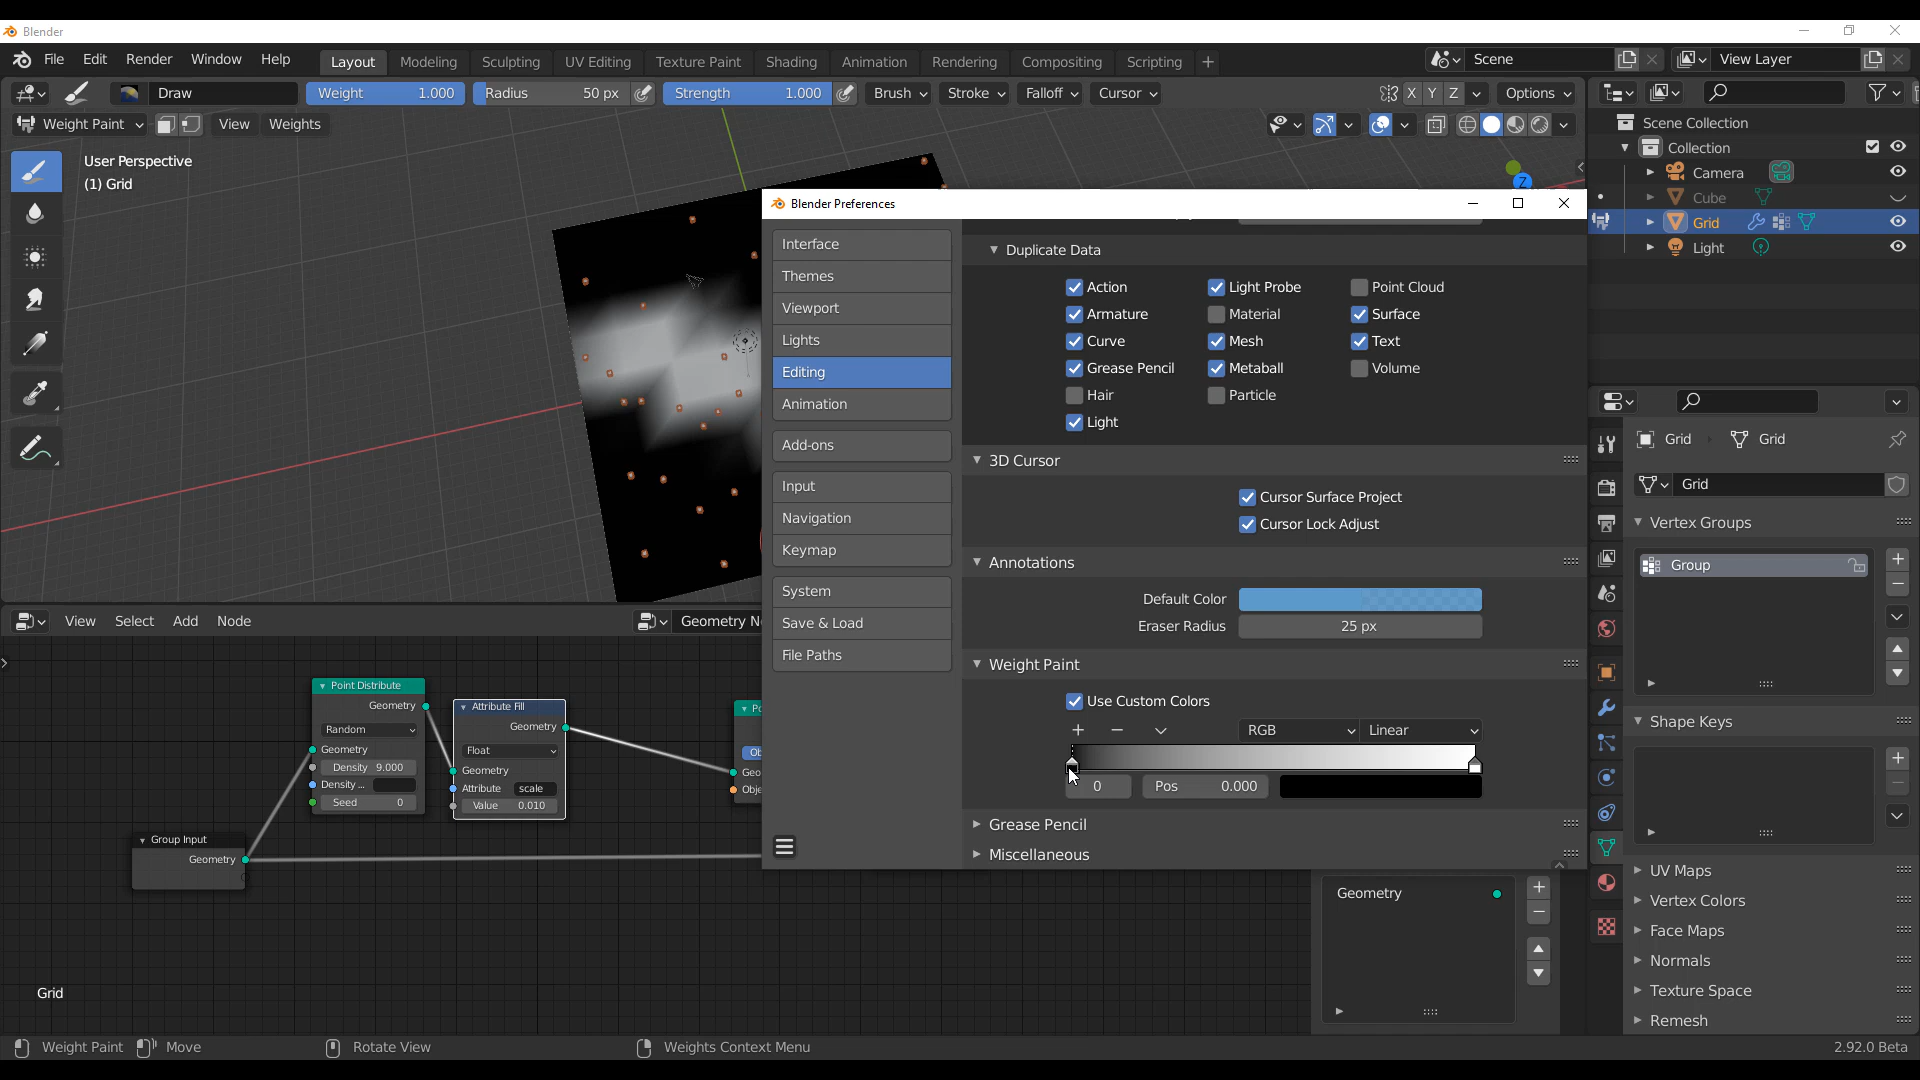 Blender
File Edit Render Window Help Layout Modeling Sculpting UV Editing Texture Paint Shading Animation Rendering Compositing Scripting + Scene View Layer
Draw Weight 1.000 Radius 50 px Strength 1.000 Brush Stroke Falloff Cursor X Y Z Options
Weight Paint View Weights
User Perspective
(1) Grid
Z
Scene Collection
Collection
Camera
Cube
Grid
Light
Blender Preferences
Interface
Themes
Viewport
Lights
Editing
Animation
Add-ons
Input
Navigation
Keymap
System
Save & Load
File Paths
Duplicate Data
Action Light Probe Point Cloud
Armature Material Surface
Curve Mesh Text
Grease Pencil Metaball Volume
Hair Particle
Light
3D Cursor
Cursor Surface Project
Cursor Lock Adjust
Annotations
Default Color
Eraser Radius 25 px
Weight Paint
Use Custom Colors
RGB Linear
0 Pos 0.000
Grease Pencil
Miscellaneous
Grid Grid
Grid
Vertex Groups
Group
Shape Keys
UV Maps
Vertex Colors
Face Maps
Normals
Texture Space
Remesh
View Select Add Node Geometry
Point Distribute
Geometry
Random
Geometry
Density 9.000
Density ...
Seed 0
Attribute Fill
Geometry
Float
Geometry
Attribute scale
Value 0.010
Group Input
Geometry
Geometry
Grid
Weight Paint Move Rotate View Weights Context Menu 2.92.0 Beta